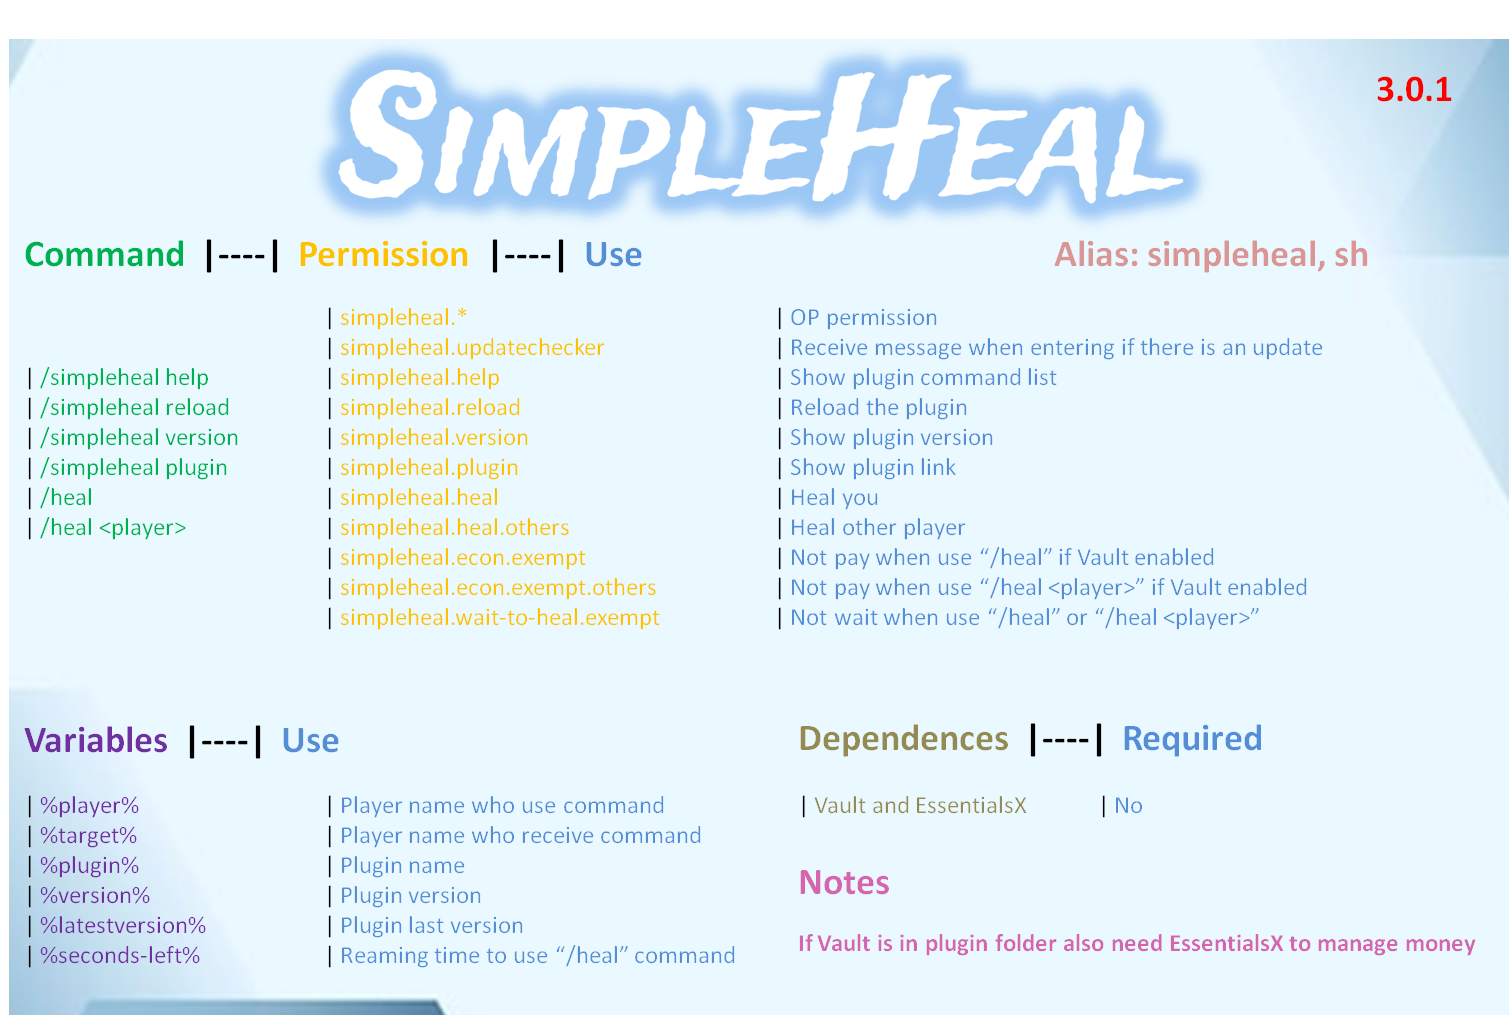 SIMPLEHEAL
3.0.1
Command |----| Permission |----| Use
Alias: simpleheal, sh
| simpleheal.* | OP permission
| simpleheal.updatechecker | Receive message when entering if there is an update
| /simpleheal help | simpleheal.help | Show plugin command list
| /simpleheal reload | simpleheal.reload | Reload the plugin
| /simpleheal version | simpleheal.version | Show plugin version
| /simpleheal plugin | simpleheal.plugin | Show plugin link
| /heal | simpleheal.heal | Heal you
| /heal <player> | simpleheal.heal.others | Heal other player
| simpleheal.econ.exempt | Not pay when use “/heal” if Vault enabled
| simpleheal.econ.exempt.others | Not pay when use “/heal <player>” if Vault enabled
| simpleheal.wait-to-heal.exempt | Not wait when use “/heal” or “/heal <player>”
Variables |----| Use
| %player% | Player name who use command
| %target% | Player name who receive command
| %plugin% | Plugin name
| %version% | Plugin version
| %latestversion% | Plugin last version
| %seconds-left% | Reaming time to use “/heal” command
Dependences |----| Required
| Vault and EssentialsX | No
Notes
If Vault is in plugin folder also need EssentialsX to manage money